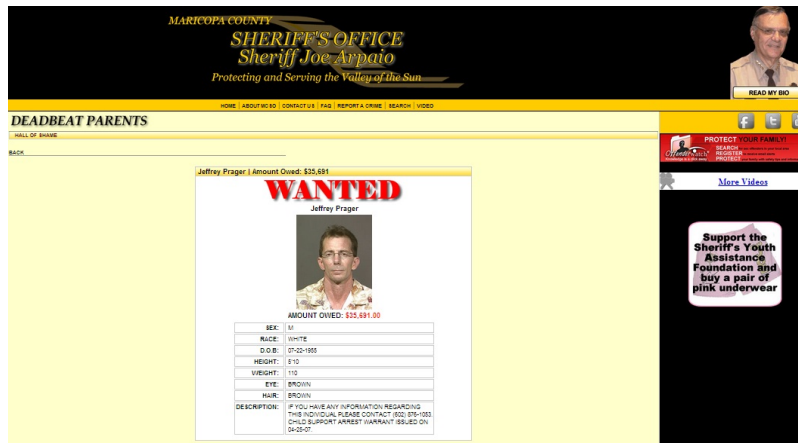 MARICOPA COUNTY
SHERIFF'S OFFICE
Sheriff Joe Arpaio
Protecting and Serving the Valley of the Sun
READ MY BIO
HOME | ABOUT MCSO | CONTACT US | FAQ | REPORT A CRIME | SEARCH | VIDEO
DEADBEAT PARENTS
HALL OF SHAME
BACK
Jeffrey Prager | Amount Owed: $35,691
WANTED
Jeffrey Prager
AMOUNT OWED: $35,691.00
SEX: M
RACE: WHITE
D.O.B: 07-22-1955
HEIGHT: 5'10
WEIGHT: 110
EYE: BROWN
HAIR: BROWN
DESCRIPTION: IF YOU HAVE ANY INFORMATION REGARDING
THIS INDIVIDUAL PLEASE CONTACT (602) 876-1083.
CHILD SUPPORT ARREST WARRANT ISSUED ON
04-25-07.
PROTECT YOUR FAMILY!
SEARCH
REGISTER
PROTECT
OffenderWatch
More Videos
Support the
Sheriff's Youth
Assistance
Foundation and
buy a pair of
pink underwear